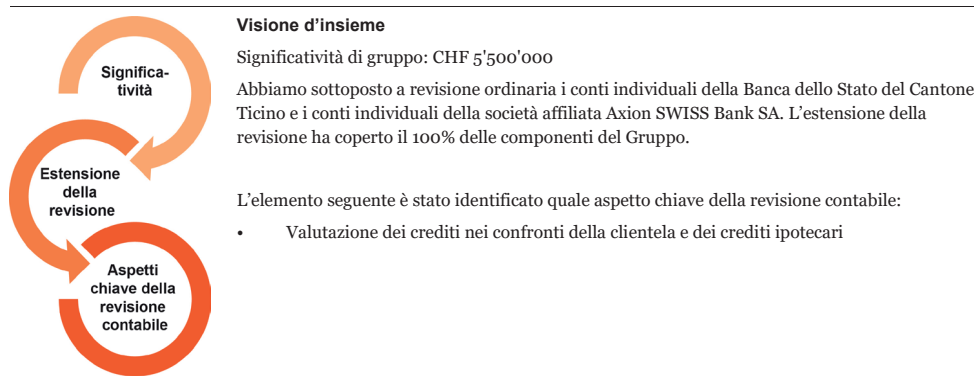 Visione d’insieme
Significatività di gruppo: CHF 5'500'000
Abbiamo sottoposto a revisione ordinaria i conti individuali della Banca dello Stato del Cantone
Ticino e i conti individuali della società affiliata Axion SWISS Bank SA. L’estensione della
revisione ha coperto il 100% delle componenti del Gruppo.
L’elemento seguente è stato identificato quale aspetto chiave della revisione contabile:
• Valutazione dei crediti nei confronti della clientela e dei crediti ipotecari
Significa-
tività
Estensione
della
revisione
Aspetti
chiave della
revisione
contabile